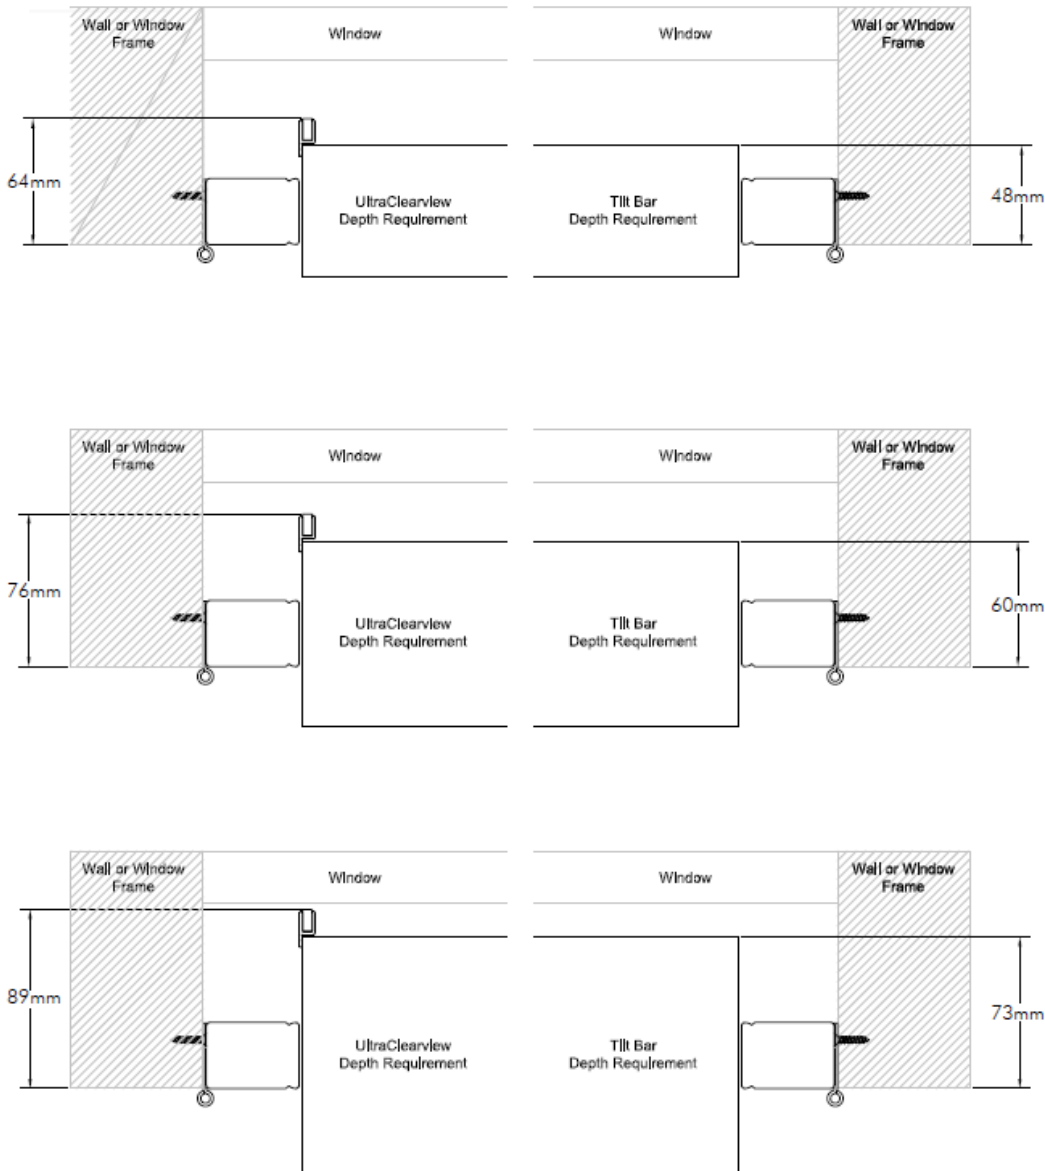 Wall or Window
Frame
Window
Window
Wall or Window
Frame
64mm
UltraClearview
Depth Requirement
Tilt Bar
Depth Requirement
48mm
Wall or Window
Frame
Window
Window
Wall or Window
Frame
76mm
UltraClearview
Depth Requirement
Tilt Bar
Depth Requirement
60mm
Wall or Window
Frame
Window
Window
Wall or Window
Frame
89mm
UltraClearview
Depth Requirement
Tilt Bar
Depth Requirement
73mm